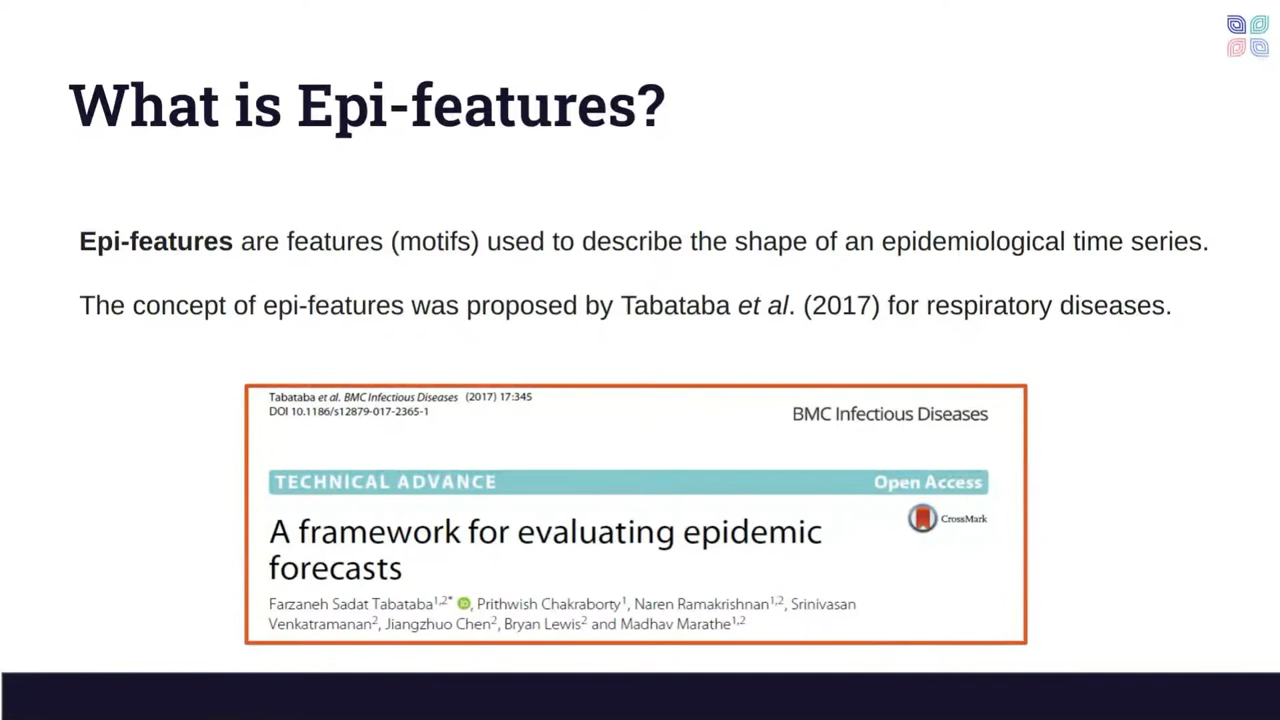 What is Epi-features?
Epi-features are features (motifs) used to describe the shape of an epidemiological time series.
The concept of epi-features was proposed by Tabataba et al. (2017) for respiratory diseases.
Tabataba et al. BMC Infectious Diseases (2017) 17:345
DOI 10.1186/s12879-017-2365-1
BMC Infectious Diseases
TECHNICAL ADVANCE
Open Access
CrossMark
A framework for evaluating epidemic
forecasts
Farzaneh Sadat Tabataba1,2*, Prithwish Chakraborty1, Naren Ramakrishnan1,2, Srinivasan
Venkatramanan2, Jiangzhuo Chen2, Bryan Lewis2 and Madhav Marathe1,2